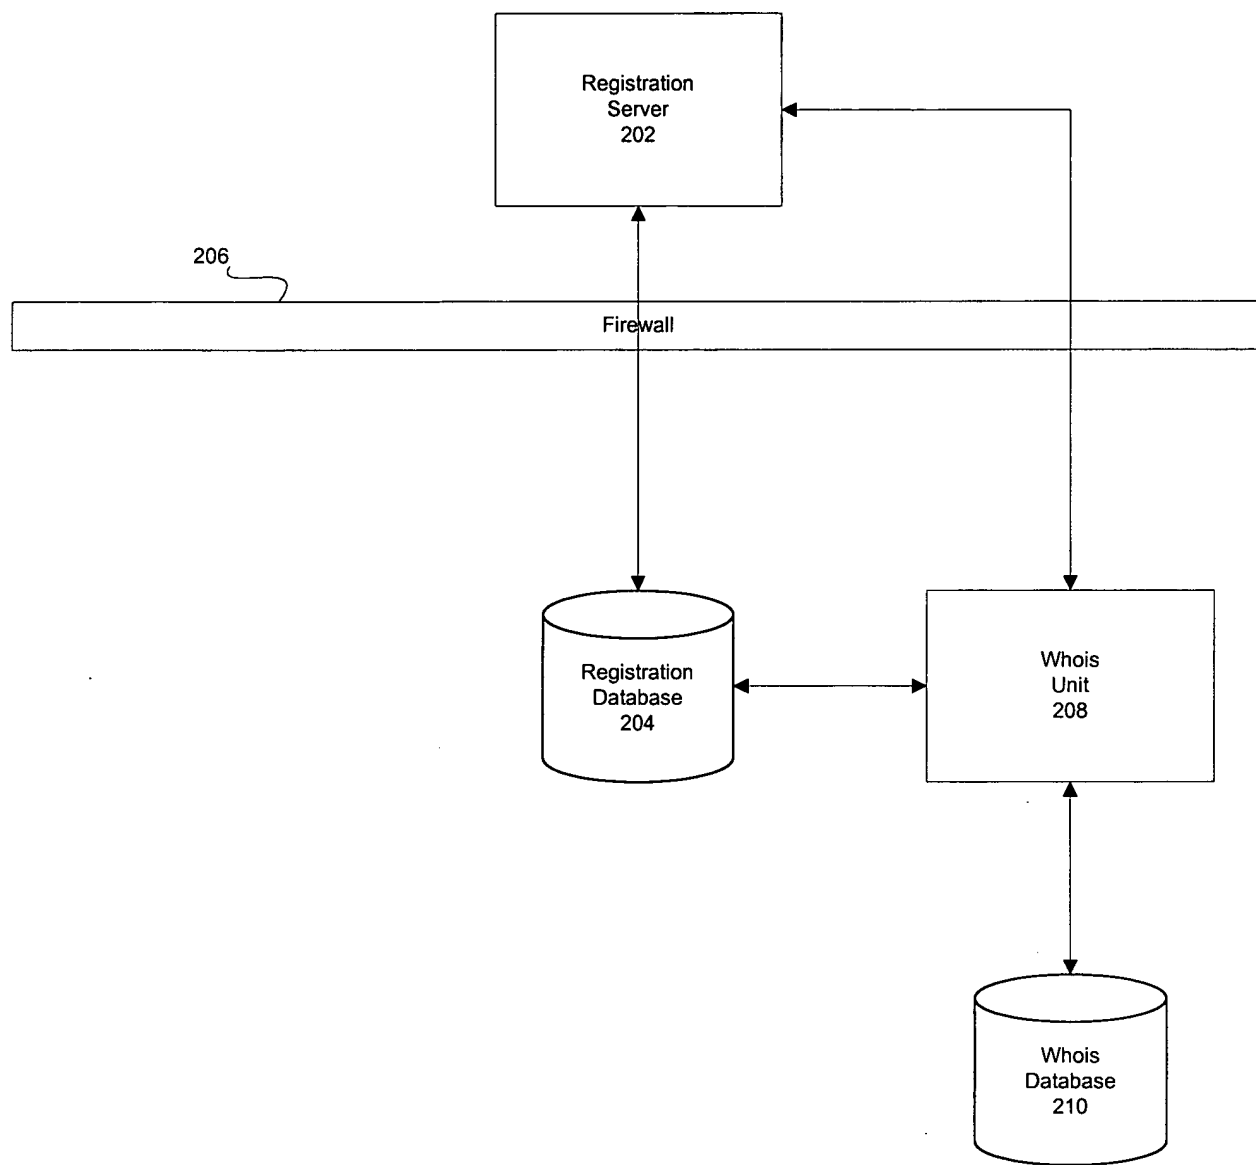 Registration
Server
202
206
Firewall
Registration
Database
204
Whois
Unit
208
Whois
Database
210